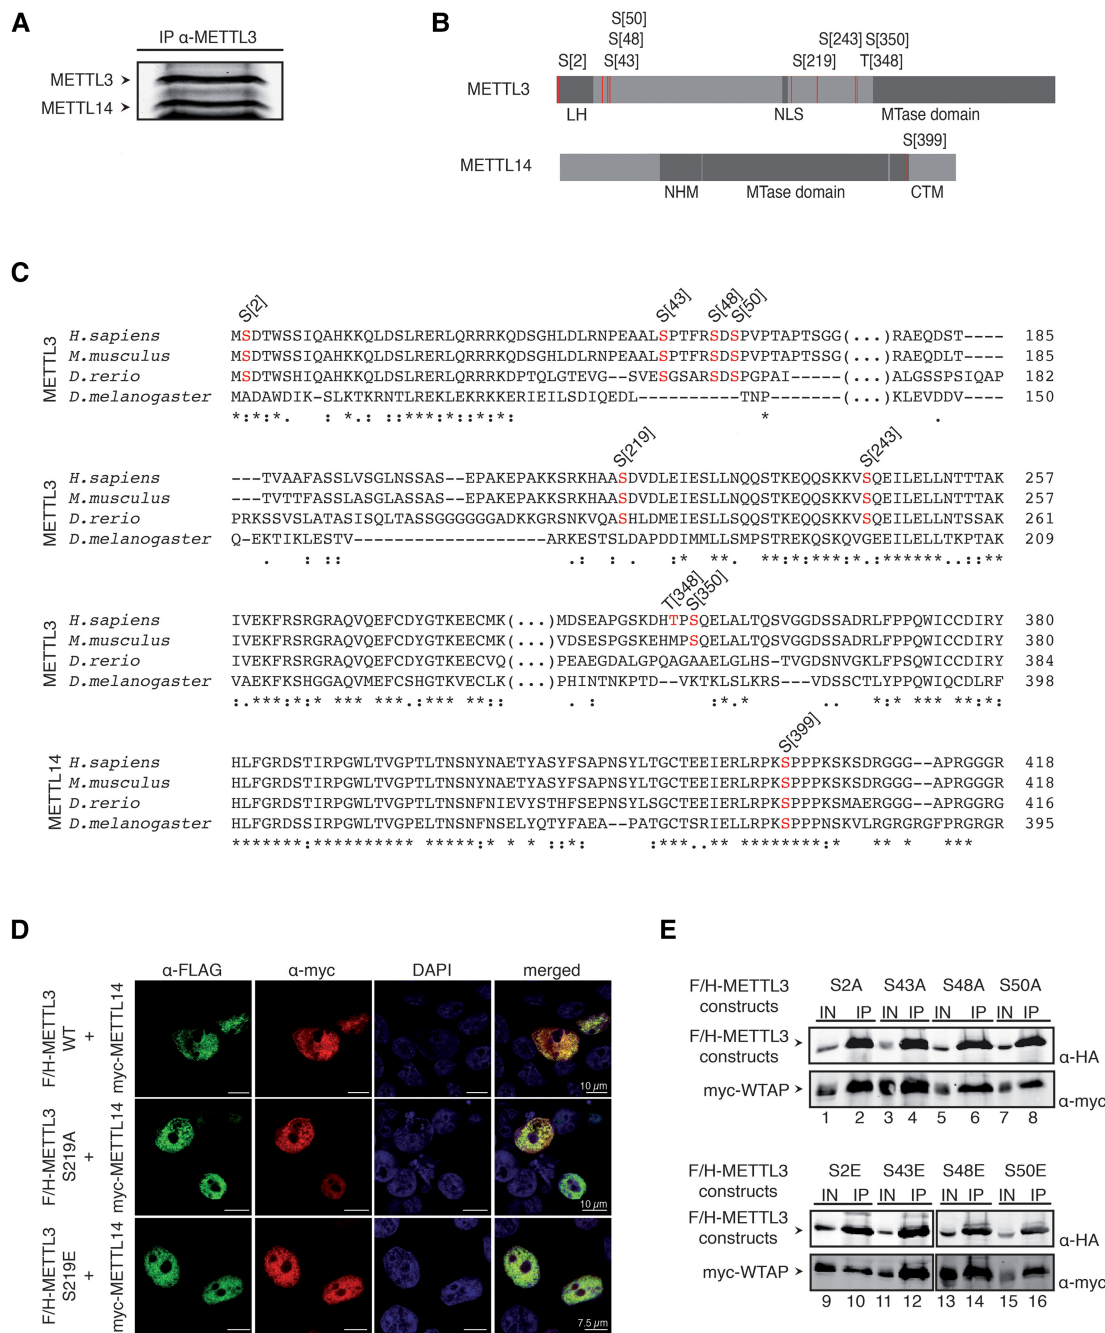 A
IP α-METTL3
METTL3
METTL14
B
S[50]
S[48]
S[243] S[350]
S[2] S[43] S[219] T[348]
METTL3
LH NLS MTase domain
S[399]
METTL14
NHM MTase domain CTM
C
S[2] S[43] S[48] S[50]
METTL3
H.sapiens MSDTWSSIQAHKKQLDSLRERLQRRRKQDSGHLDLRNPEAALSPTFRSDSPVPTAPTSGG(...)RAEQDST---- 185
M.musculus MSDTWSSIQAHKKQLDSLRERLQRRRKQDSGHLDLRNPEAALSPTFRSDSPVPTAPTSGG(...)RAEQDLT---- 185
D.rerio MSDTWSHIQAHKKQLDSLRERLQRRRKDPTQLGTEVG--SVESGSARSDSPGPAI-----(...)ALGSSPSIQAP 182
D.melanogaster MADAWDIK-SLKTKRNTLREKLEKRKKERIEILSDIQEDL----------TNP-------(...)KLEVDDV---- 150
S[219] S[243]
METTL3
H.sapiens ---TVAAFASSLVSGLNSSAS--EPAKEPAKKSRKHAASDVDLEIESLLNQQSTKEQQSKKVSQEILELLNTTTAK 257
M.musculus ---TVTTFASSLASGLASSAS--EPAKEPAKKSRKHAASDVDLEIESLLNQQSTKEQQSKKVSQEILELLNTTTAK 257
D.rerio PRKSSVSLATASISQLTASSGGGGGGADKKGRSNKVQASHLDMEIESLLSQQSTKEQQSKKVSQEILELLNTSSAK 261
D.melanogaster Q-EKTIKLESTV------------------ARKESTSLDAPDDIMMLLSMPSTREKQSKQVGEEILELLTKPTAK 209
T[348] S[350]
METTL3
H.sapiens IVEKFRSRGRAQVQEFCDYGTKEECMK(...)MDSEAPGSKDHTPSQELALTQSVGGDSSADRLFPPQWICCDIRY 380
M.musculus IVEKFRSRGRAQVQEFCDYGTKEECMK(...)VDSESPGSKEHMPSQELALTQSVGGDSSADRLFPPQWICCDIRY 380
D.rerio IVEKFRSRGRAQVQEFCDYGTKEECVQ(...)PEAEGDALGPQAGAAELGLHS-TVGDSNVGKLFPSQWICCDIRY 384
D.melanogaster VAEKFKSHGGAQVMEFCSHGTKVECLK(...)PHINTNKPTD--VKTKLSLKRS---VDSSCTLYPPQWIQCDLRF 398
S[399]
METTL14
H.sapiens HLFGRDSTIRPGWLTVGPTLTNSNYNAETYASYFSAPNSYLTGCTEEIERLRPKSPPPKSKSDRGGG--APRGGGR 418
M.musculus HLFGRDSTIRPGWLTVGPTLTNSNYNAETYASYFSAPNSYLTGCTEEIERLRPKSPPPKSKSDRGGG--APRGGGR 418
D.rerio HLFGRDSTIRPGWLTVGPTLTNSNFNIEVYSTHFSEPNSYLSGCTEEIERLRPKSPPPKSMAERGGG--APRGGRG 416
D.melanogaster HLFGRDSSIRPGWLTVGPELTNSNFNSELYQTYFAEA--PATGCTSRIELLRPKSPPPNSKVLRGRGRGFPRGRGR 395
D
α-FLAG α-myc DAPI merged
F/H-METTL3 WT + myc-METTL14
10 µm
F/H-METTL3 S219A + myc-METTL14
10 µm
F/H-METTL3 S219E + myc-METTL14
7.5 µm
E
F/H-METTL3 constructs S2A S43A S48A S50A
IN IP IN IP IN IP IN IP
F/H-METTL3 constructs α-HA
myc-WTAP α-myc
1 2 3 4 5 6 7 8
F/H-METTL3 constructs S2E S43E S48E S50E
IN IP IN IP IN IP IN IP
F/H-METTL3 constructs α-HA
myc-WTAP α-myc
9 10 11 12 13 14 15 16